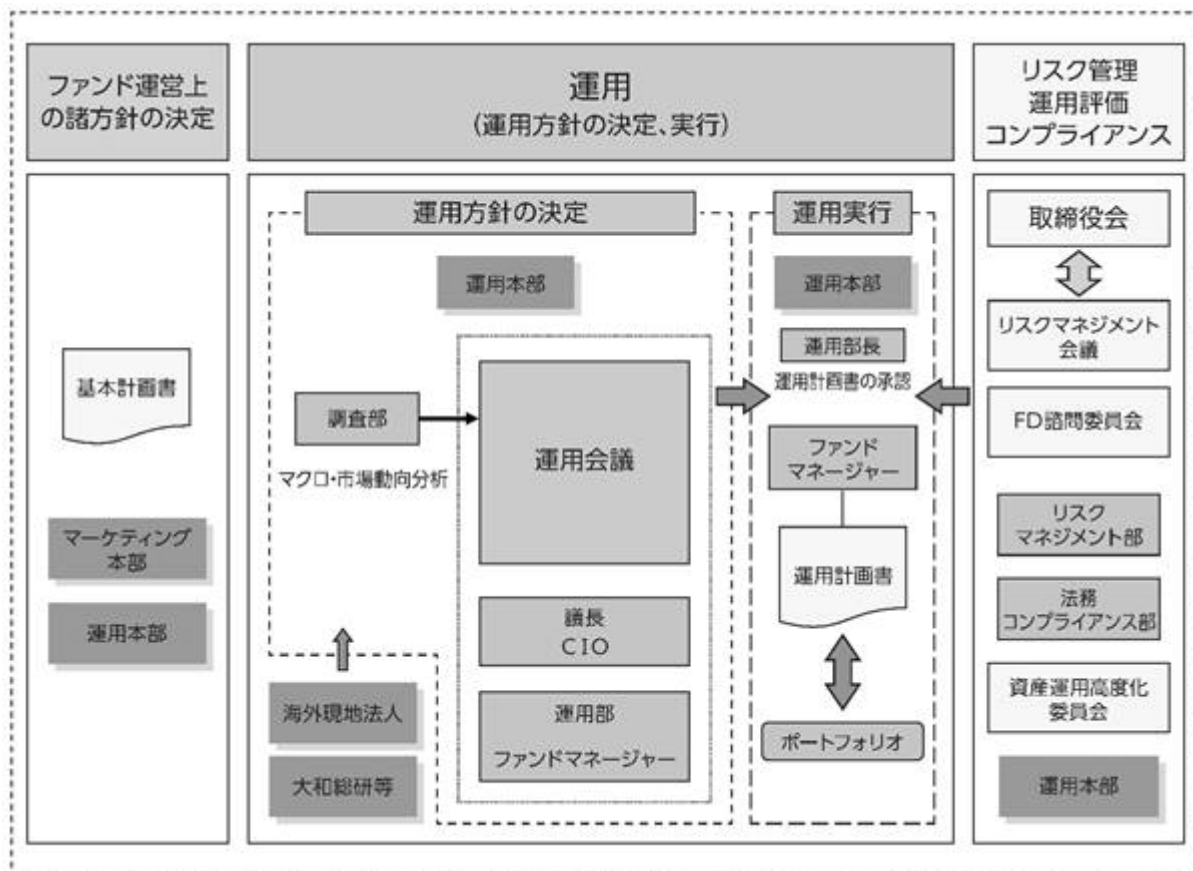 ファンド運営上
の諸方針の決定
運用
(運用方針の決定、実行)
リスク管理
運用評価
コンプライアンス
基本計画書
マーケティング
本部
運用本部
運用方針の決定
運用本部
調査部
マクロ・市場動向分析
運用会議
議長
CIO
運用部
ファンドマネージャー
海外現地法人
大和総研等
運用実行
運用本部
運用部長
運用計画書の承認
ファンド
マネージャー
運用計画書
ポートフォリオ
取締役会
リスクマネジメント
会議
FD諮問委員会
リスク
マネジメント部
法務
コンプライアンス部
資産運用高度化
委員会
運用本部